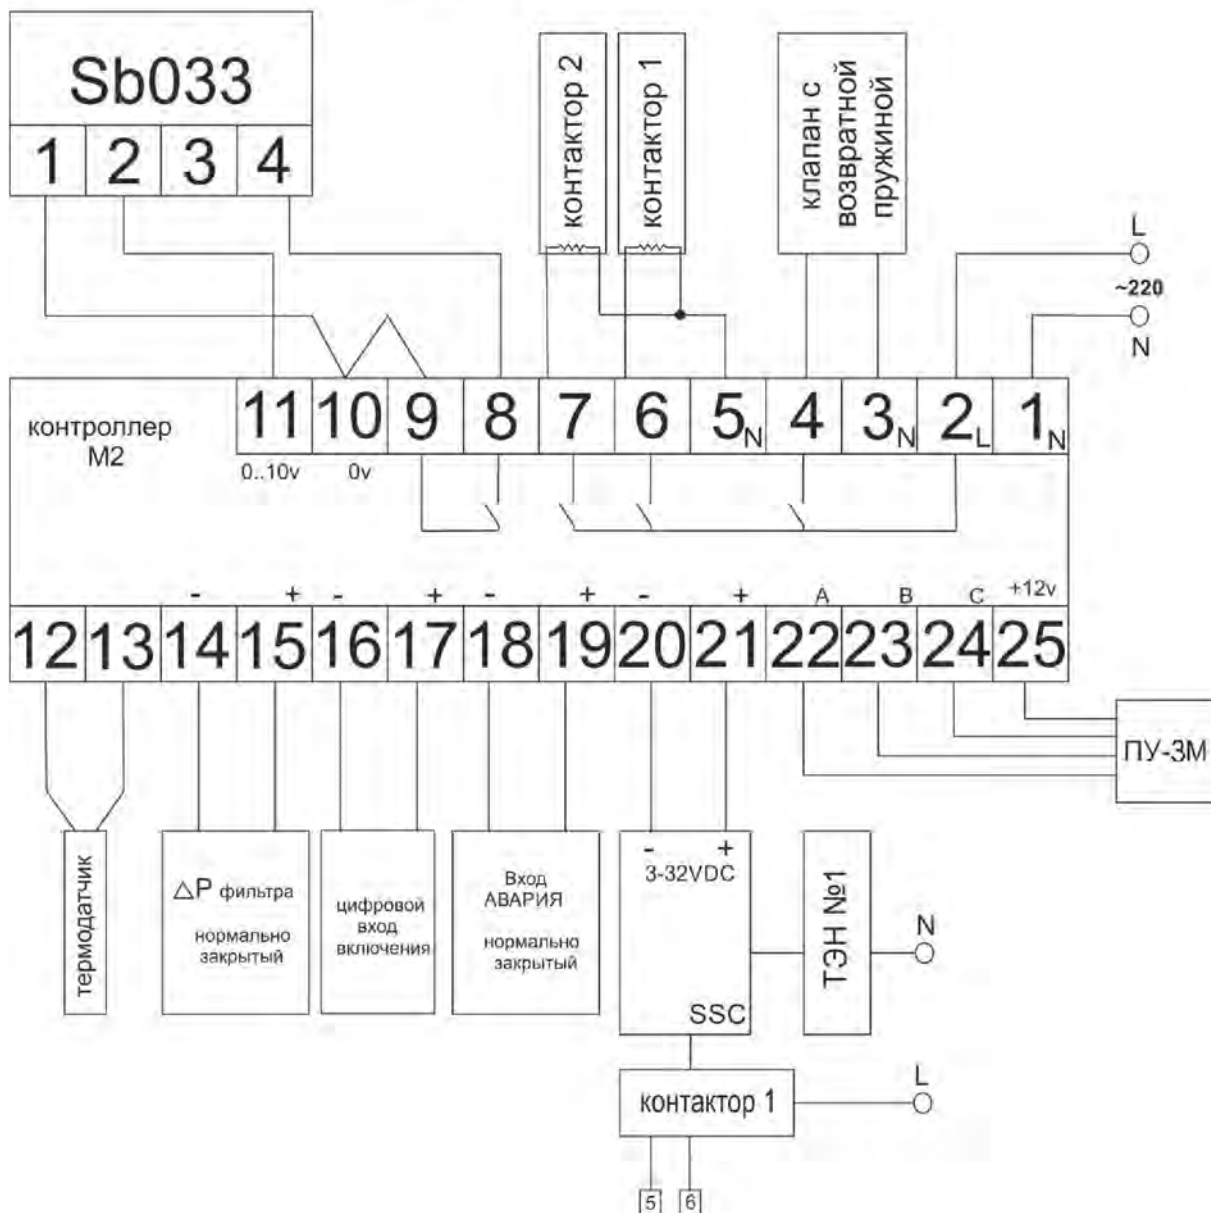 Sb033
1 2 3 4
контактор 2
контактор 1
клапан с
возвратной
пружиной
L
~220
N
контроллер
М2
11 10 9 8 7 6 5N 4 3N 2L 1N
0..10v 0v
- + - + - + - + A B C +12v
12 13 14 15 16 17 18 19 20 21 22 23 24 25
ПУ-3М
термодатчик
△P фильтра
нормально
закрытый
цифровой
вход
включения
Вход
АВАРИЯ
нормально
закрытый
- +
3-32VDC
SSC
ТЭН №1
N
контактор 1
L
5 6